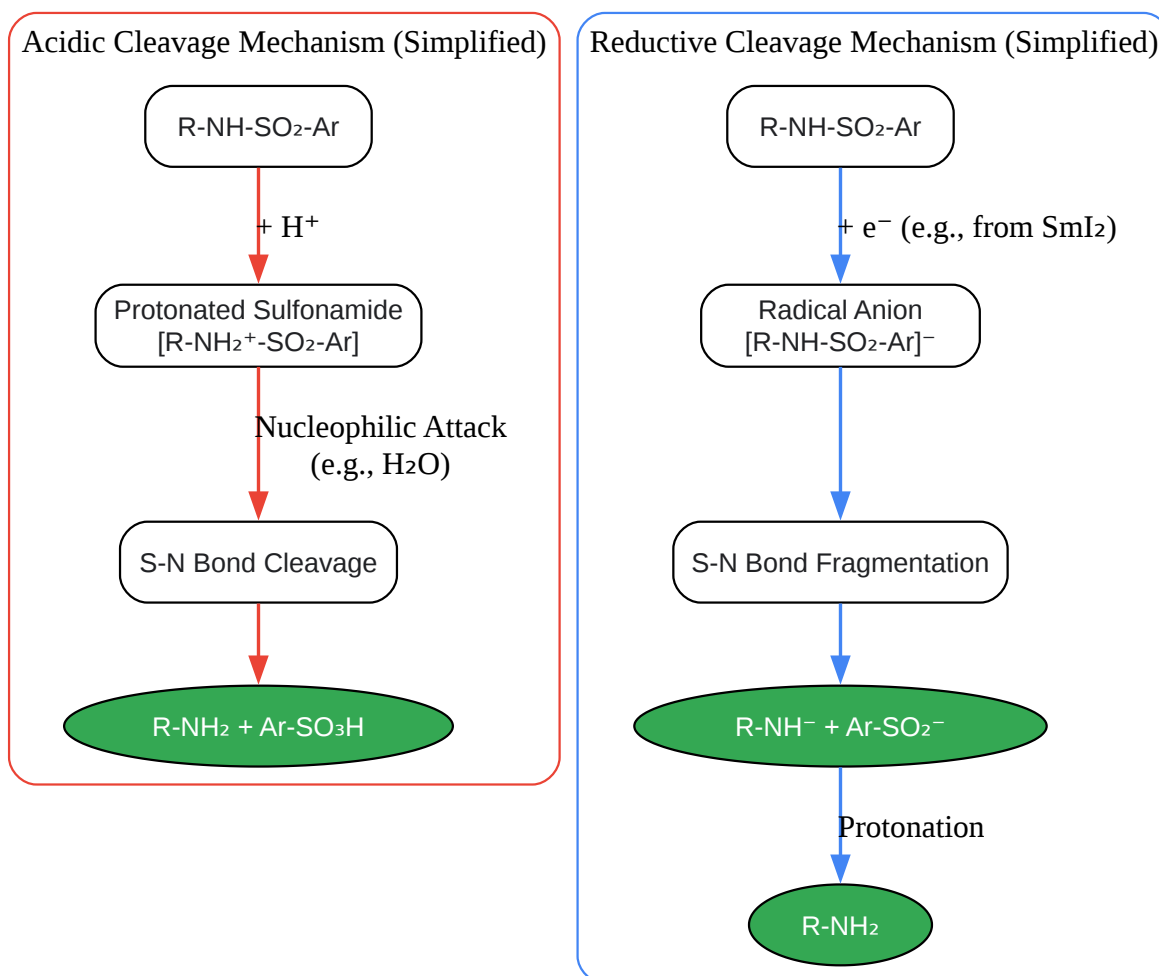 Acidic Cleavage Mechanism (Simplified)
R-NH-SO₂-Ar
+ H⁺
Protonated Sulfonamide
[R-NH₂⁺-SO₂-Ar]
Nucleophilic Attack
(e.g., H₂O)
S-N Bond Cleavage
R-NH₂ + Ar-SO₃H
Reductive Cleavage Mechanism (Simplified)
R-NH-SO₂-Ar
+ e⁻ (e.g., from SmI₂)
Radical Anion
[R-NH-SO₂-Ar]⁻
S-N Bond Fragmentation
R-NH⁻ + Ar-SO₂⁻
Protonation
R-NH₂